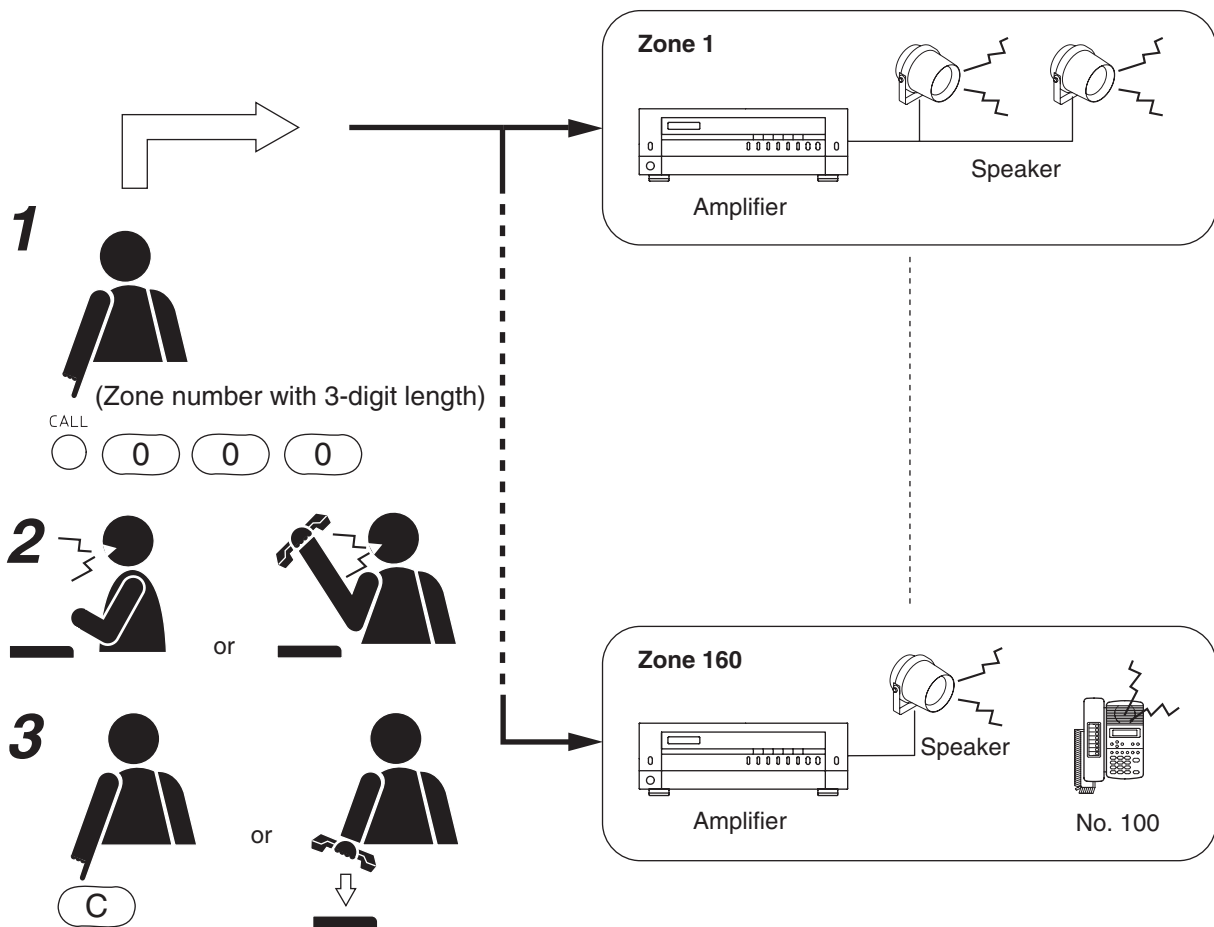 Zone 1
Speaker
Amplifier
1
(Zone number with 3-digit length)
CALL
0 0 0
2
or
3
or
C
Zone 160
Speaker
Amplifier
No. 100